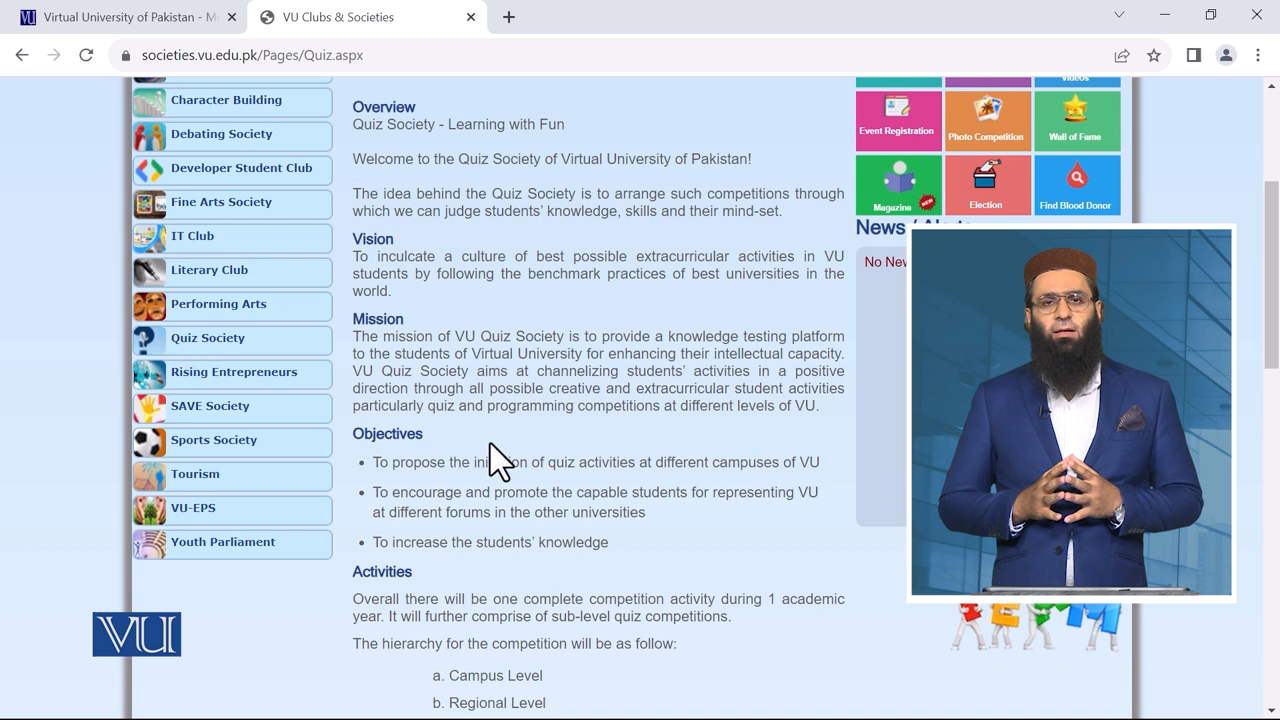 Virtual University of Pakistan - M
VU Clubs & Societies
societies.vu.edu.pk/Pages/Quiz.aspx
Character Building
Debating Society
Developer Student Club
Fine Arts Society
IT Club
Literary Club
Performing Arts
Quiz Society
Rising Entrepreneurs
SAVE Society
Sports Society
Tourism
VU-EPS
Youth Parliament
Overview
Quiz Society - Learning with Fun
Welcome to the Quiz Society of Virtual University of Pakistan!
The idea behind the Quiz Society is to arrange such competitions through
which we can judge students' knowledge, skills and their mind-set.
Vision
To inculcate a culture of best possible extracurricular activities in VU
students by following the benchmark practices of best universities in the
world.
Mission
The mission of VU Quiz Society is to provide a knowledge testing platform
to the students of Virtual University for enhancing their intellectual capacity.
VU Quiz Society aims at channelizing students' activities in a positive
direction through all possible creative and extracurricular student activities
particularly quiz and programming competitions at different levels of VU.
Objectives
• To propose the of quiz activities at different campuses of VU
• To encourage and promote the capable students for representing VU
at different forums in the other universities
• To increase the students' knowledge
Activities
Overall there will be one complete competition activity during 1 academic
year. It will further comprise of sub-level quiz competitions.
The hierarchy for the competition will be as follow:
a. Campus Level
b. Regional Level
Videos
Event Registration
Photo Competition
Wall of Fame
Magazine
NEW
Election
Find Blood Donor
News / Alerts
No New
VU